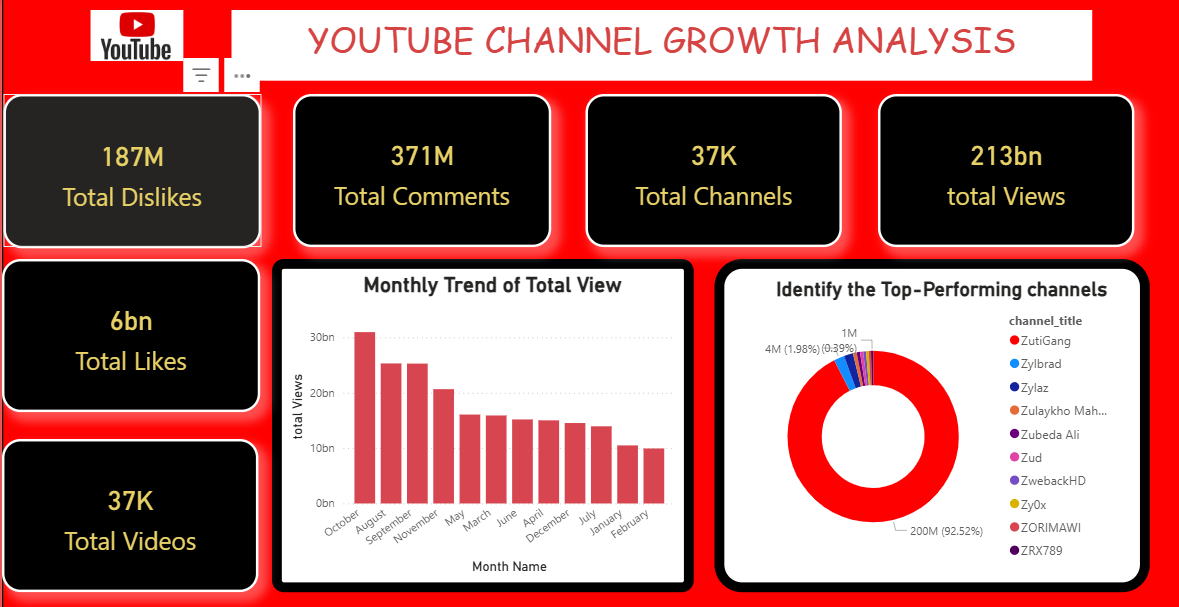 YouTube
YOUTUBE CHANNEL GROWTH ANALYSIS
187M
Total Dislikes
371M
Total Comments
37K
Total Channels
213bn
total Views
6bn
Total Likes
37K
Total Videos
Monthly Trend of Total View
total Views
30bn
20bn
10bn
0bn
October
August
September
November
May
March
June
April
December
July
January
February
Month Name
Identify the Top-Performing channels
1M
(0.39%)
4M (1.98%)
200M (92.52%)
channel_title
ZutiGang
Zylbrad
Zylaz
Zulaykho Mah...
Zubeda Ali
Zud
ZwebackHD
Zy0x
ZORIMAWI
ZRX789